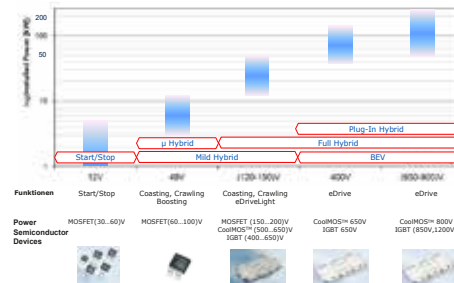 Installed Power [KW]
200
100
50
10
Plug-In Hybrid
µ Hybrid
Full Hybrid
Start/Stop
Mild Hybrid
BEV
12V
48V
(120-150)V
400V
(650-800)V
Funktionen
Start/Stop
Coasting, Crawling
Boosting
Coasting, Crawling
eDriveLight
eDrive
eDrive
Power
Semiconductor
Devices
MOSFET(30...60)V
MOSFET(60...100)V
MOSFET (150...200)V
CoolMOS™ (500...650)V
IGBT (400...650)V
CoolMOS™ 650V
IGBT 650V
CoolMOS™ 800V
IGBT (850V,1200V)